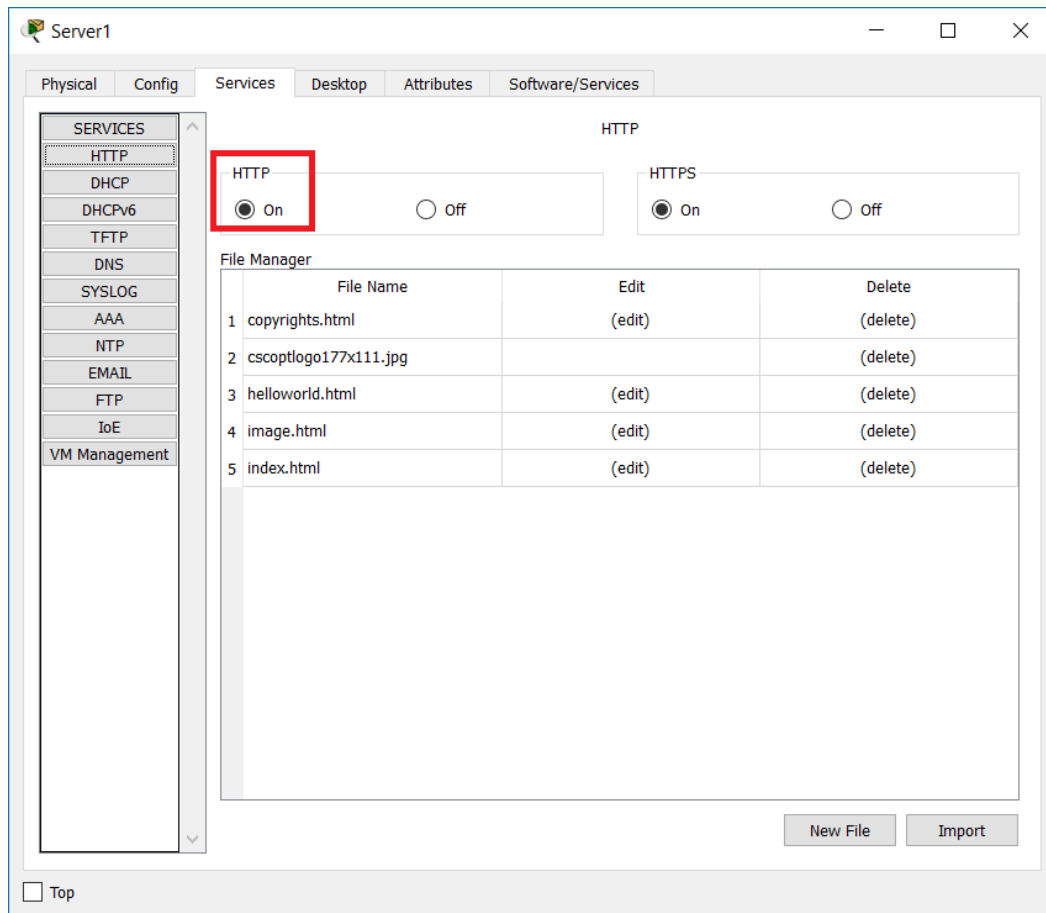 Server1
Physical Config Services Desktop Attributes Software/Services
SERVICES
HTTP
DHCP
DHCPv6
TFTP
DNS
SYSLOG
AAA
NTP
EMAIL
FTP
IoE
VM Management
HTTP
HTTP HTTPS
On Off On Off
File Manager
File Name Edit Delete
1 copyrights.html (edit) (delete)
2 cscoptlogo177x111.jpg (delete)
3 helloworld.html (edit) (delete)
4 image.html (edit) (delete)
5 index.html (edit) (delete)
New File Import
Top